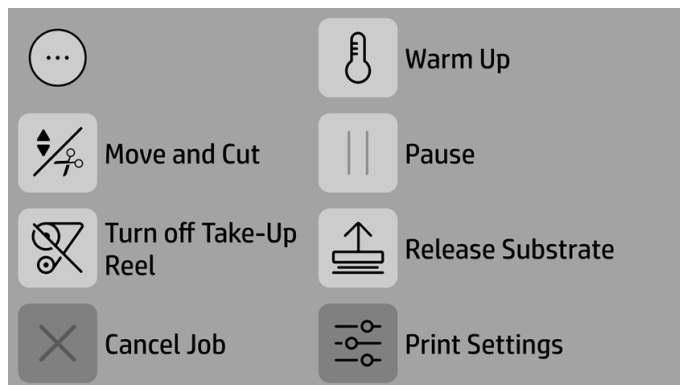 Warm Up
Move and Cut
Pause
Turn off Take-Up
Reel
Release Substrate
Cancel Job
Print Settings